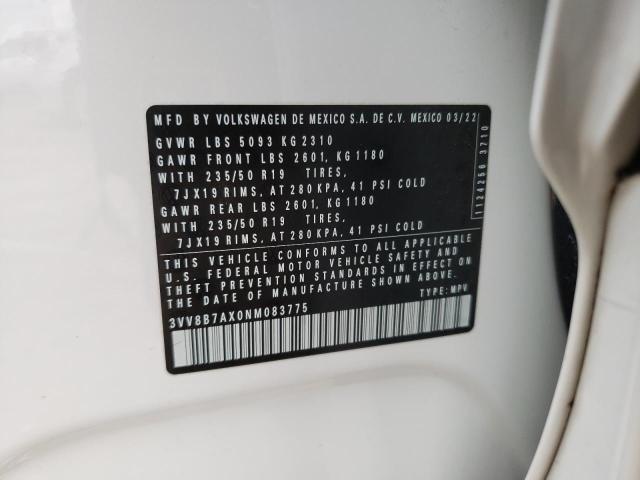 MFD BY VOLKSWAGEN DE MEXICO S.A. DE C.V. MEXICO 03/22
GVWR LBS 5093 KG 2310
GAWR FRONT LBS 2601, KG 1180
WITH 235/50 R19 TIRES,
7JX19 RIMS, AT 280 KPA, 41 PSI COLD
GAWR REAR LBS 2601, KG 1180
WITH 235/50 R19 TIRES,
7JX19 RIMS, AT 280 KPA, 41 PSI COLD
THIS VEHICLE CONFORMS TO ALL APPLICABLE
U.S. FEDERAL MOTOR VEHICLE SAFETY AND
THEFT PREVENTION STANDARDS IN EFFECT ON
THE DATE OF MANUFACTURE SHOWN ABOVE.
3VV8B7AX0NM083775 TYPE: MPV
1124256 3710